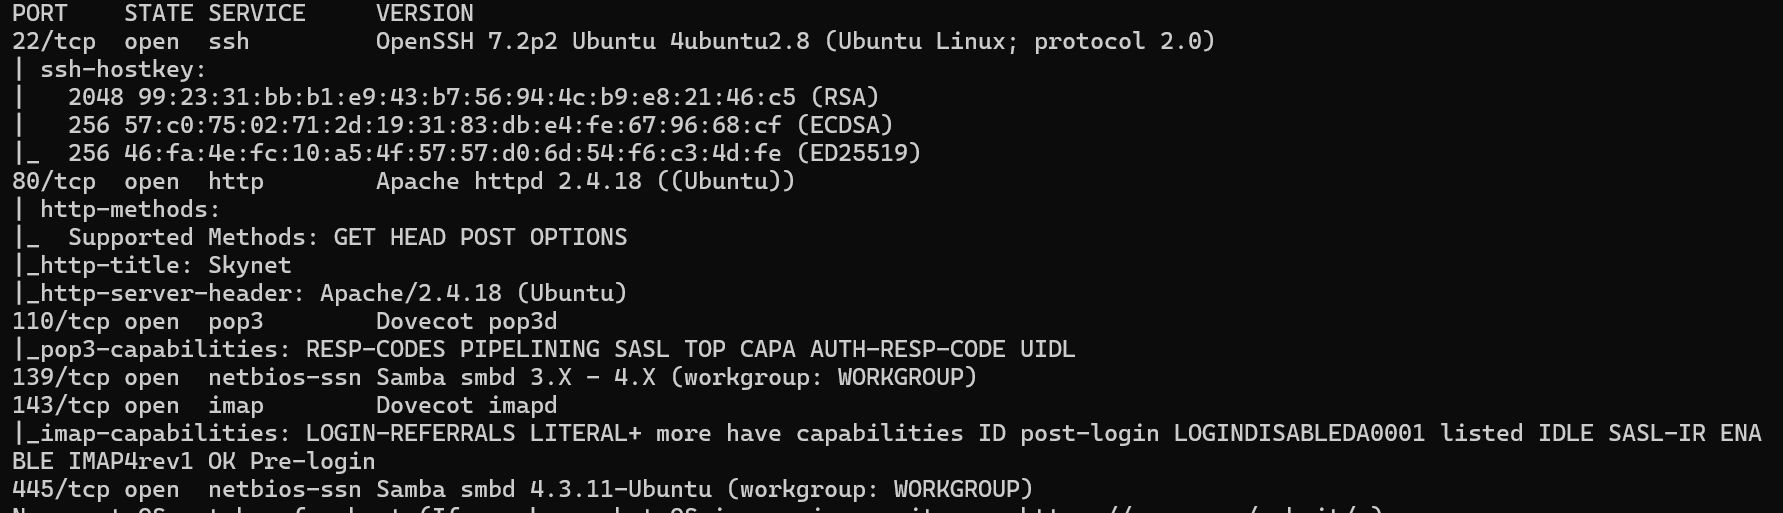 PORT    STATE SERVICE     VERSION
22/tcp  open  ssh         OpenSSH 7.2p2 Ubuntu 4ubuntu2.8 (Ubuntu Linux; protocol 2.0)
| ssh-hostkey:
|   2048 99:23:31:bb:b1:e9:43:b7:56:94:4c:b9:e8:21:46:c5 (RSA)
|   256 57:c0:75:02:71:2d:19:31:83:db:e4:fe:67:96:68:cf (ECDSA)
|_  256 46:fa:4e:fc:10:a5:4f:57:57:d0:6d:54:f6:c3:4d:fe (ED25519)
80/tcp  open  http        Apache httpd 2.4.18 ((Ubuntu))
| http-methods:
|_  Supported Methods: GET HEAD POST OPTIONS
|_http-title: Skynet
|_http-server-header: Apache/2.4.18 (Ubuntu)
110/tcp open  pop3        Dovecot pop3d
|_pop3-capabilities: RESP-CODES PIPELINING SASL TOP CAPA AUTH-RESP-CODE UIDL
139/tcp open  netbios-ssn Samba smbd 3.X - 4.X (workgroup: WORKGROUP)
143/tcp open  imap        Dovecot imapd
|_imap-capabilities: LOGIN-REFERRALS LITERAL+ more have capabilities ID post-login LOGINDISABLEDA0001 listed IDLE SASL-IR ENA
BLE IMAP4rev1 OK Pre-login
445/tcp open  netbios-ssn Samba smbd 4.3.11-Ubuntu (workgroup: WORKGROUP)